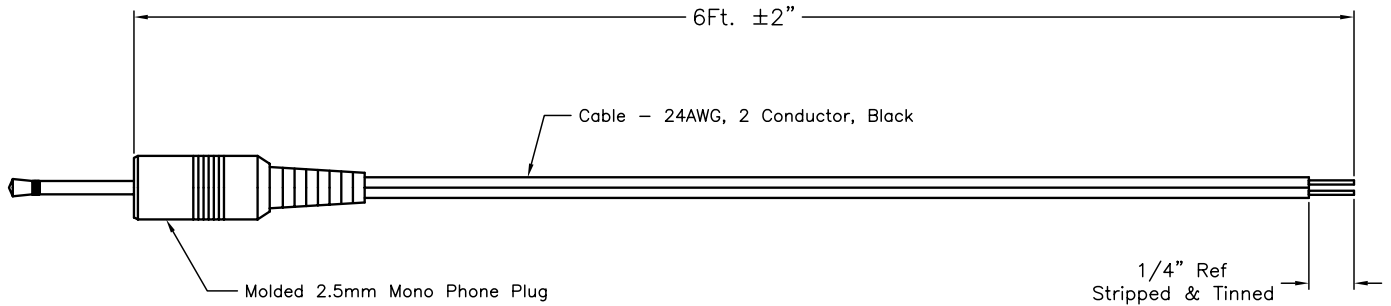 6Ft. ±2”
Cable – 24AWG, 2 Conductor, Black
Molded 2.5mm Mono Phone Plug
1/4” Ref
Stripped & Tinned